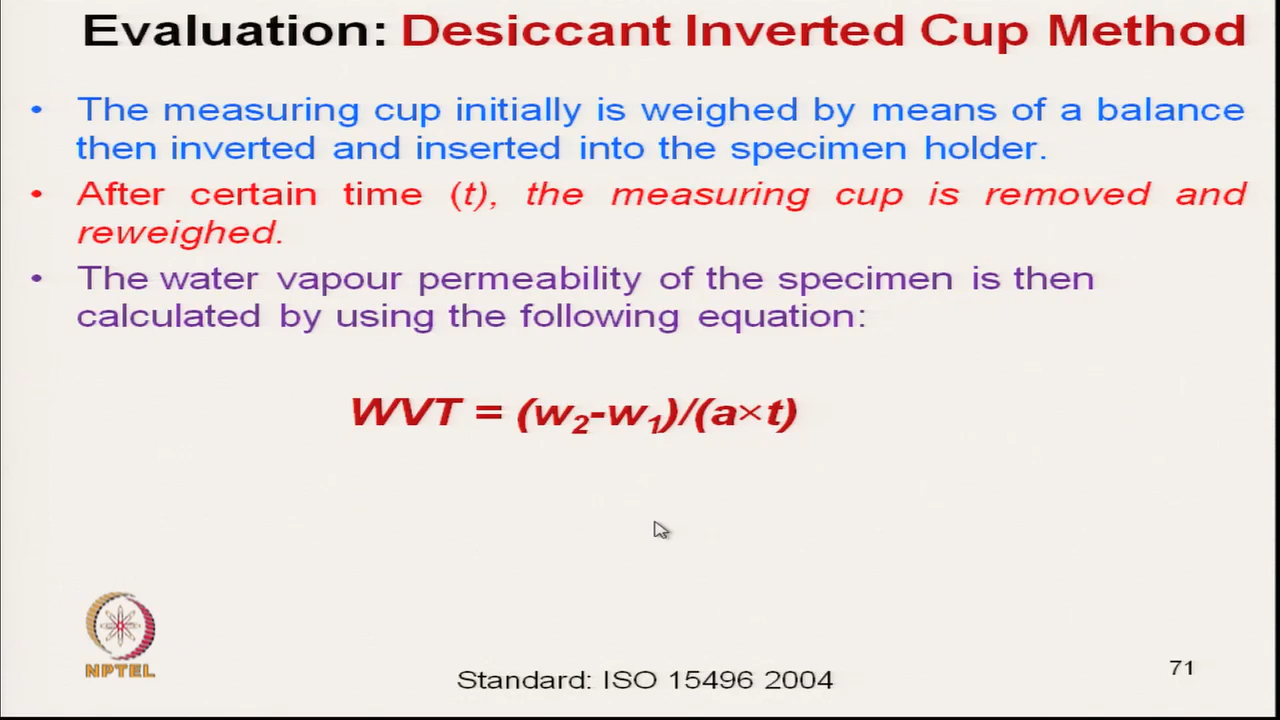 Evaluation: Desiccant Inverted Cup Method
• The measuring cup initially is weighed by means of a balance
then inverted and inserted into the specimen holder.
• After certain time (t), the measuring cup is removed and
reweighed.
• The water vapour permeability of the specimen is then
calculated by using the following equation:
WVT = (w₂-w₁)/(a×t)
NPTEL
Standard: ISO 15496 2004
71